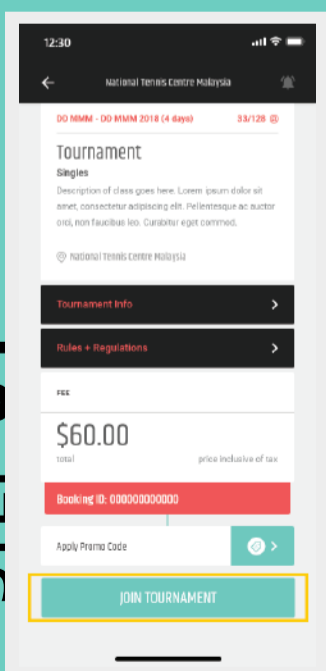 12:30
National Tennis Centre Malaysia
DD MMM - DD MMM 2018 (4 days) 33/128
Tournament
Singles
Description of class goes here. Lorem ipsum dolor sit
amet, consectetur adipiscing elit. Pellentesque ac auctor
orci, non faucibus leo. Curabitur eget commod.
National Tennis Centre Malaysia
Tournament Info
Rules + Regulations
FEE
$60.00
total price inclusive of tax
Booking ID: 000000000000
Apply Promo Code
JOIN TOURNAMENT